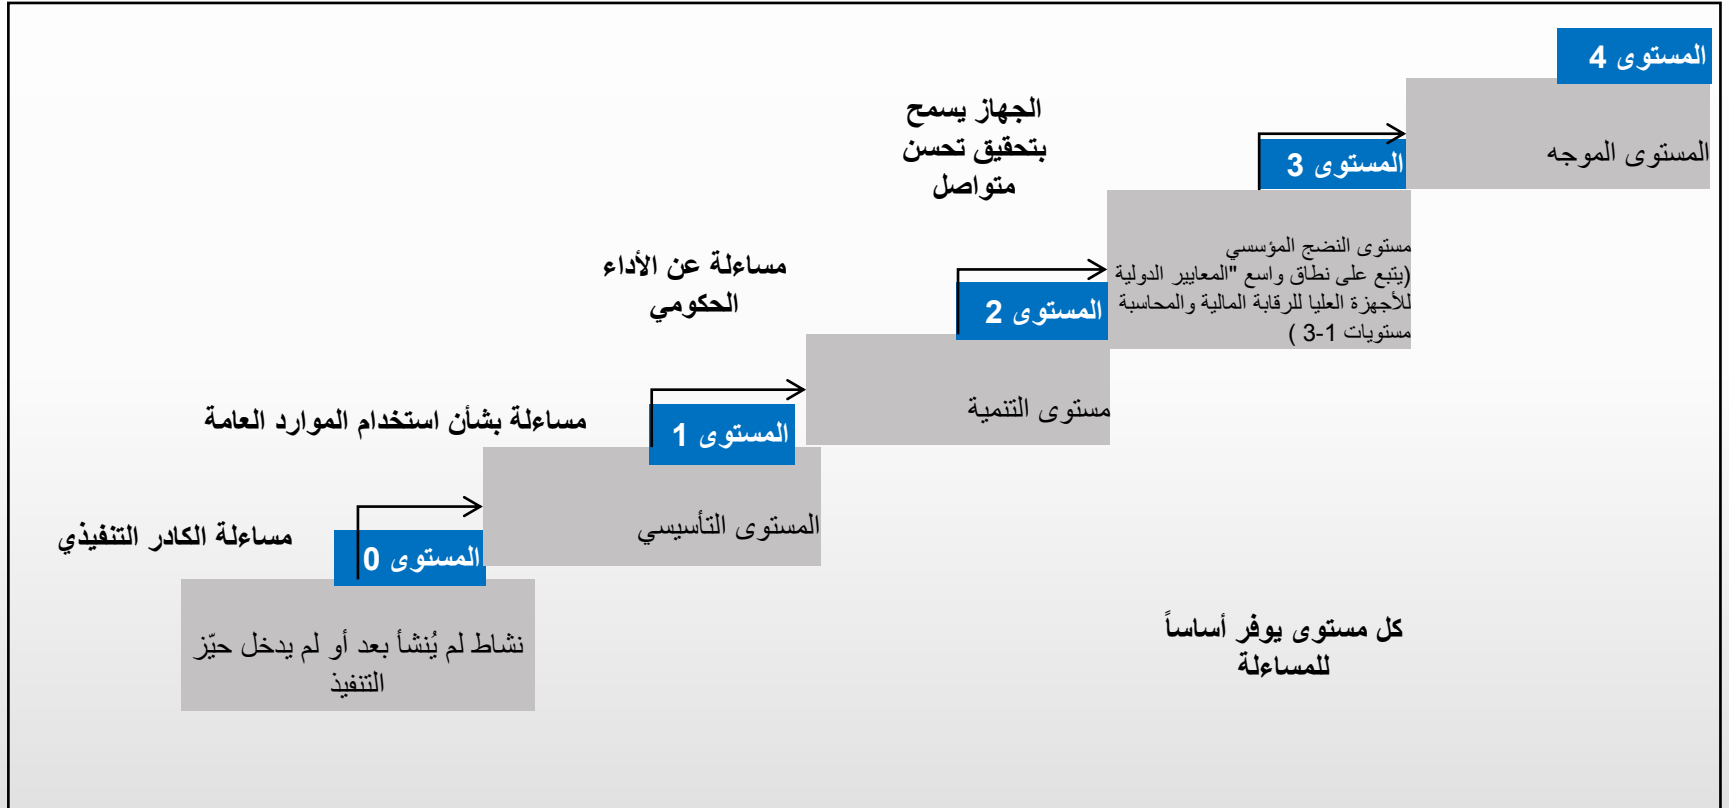 المستوى 4
المستوى الموجه
الجهاز يسمح
بتحقيق تحسن
متواصل
المستوى 3
مستوى النضج المؤسسي
(يتبع على نطاق واسع "المعايير الدولية
للأجهزة العليا للرقابة المالية والمحاسبة
مستويات 1-3 )
مساءلة عن الأداء
الحكومي
المستوى 2
مستوى التنمية
مساءلة بشأن استخدام الموارد العامة
المستوى 1
المستوى التأسيسي
مساءلة الكادر التنفيذي
المستوى 0
نشاط لم يُنشأ بعد أو لم يدخل حيّز
التنفيذ
كل مستوى يوفر أساساً
للمساءلة